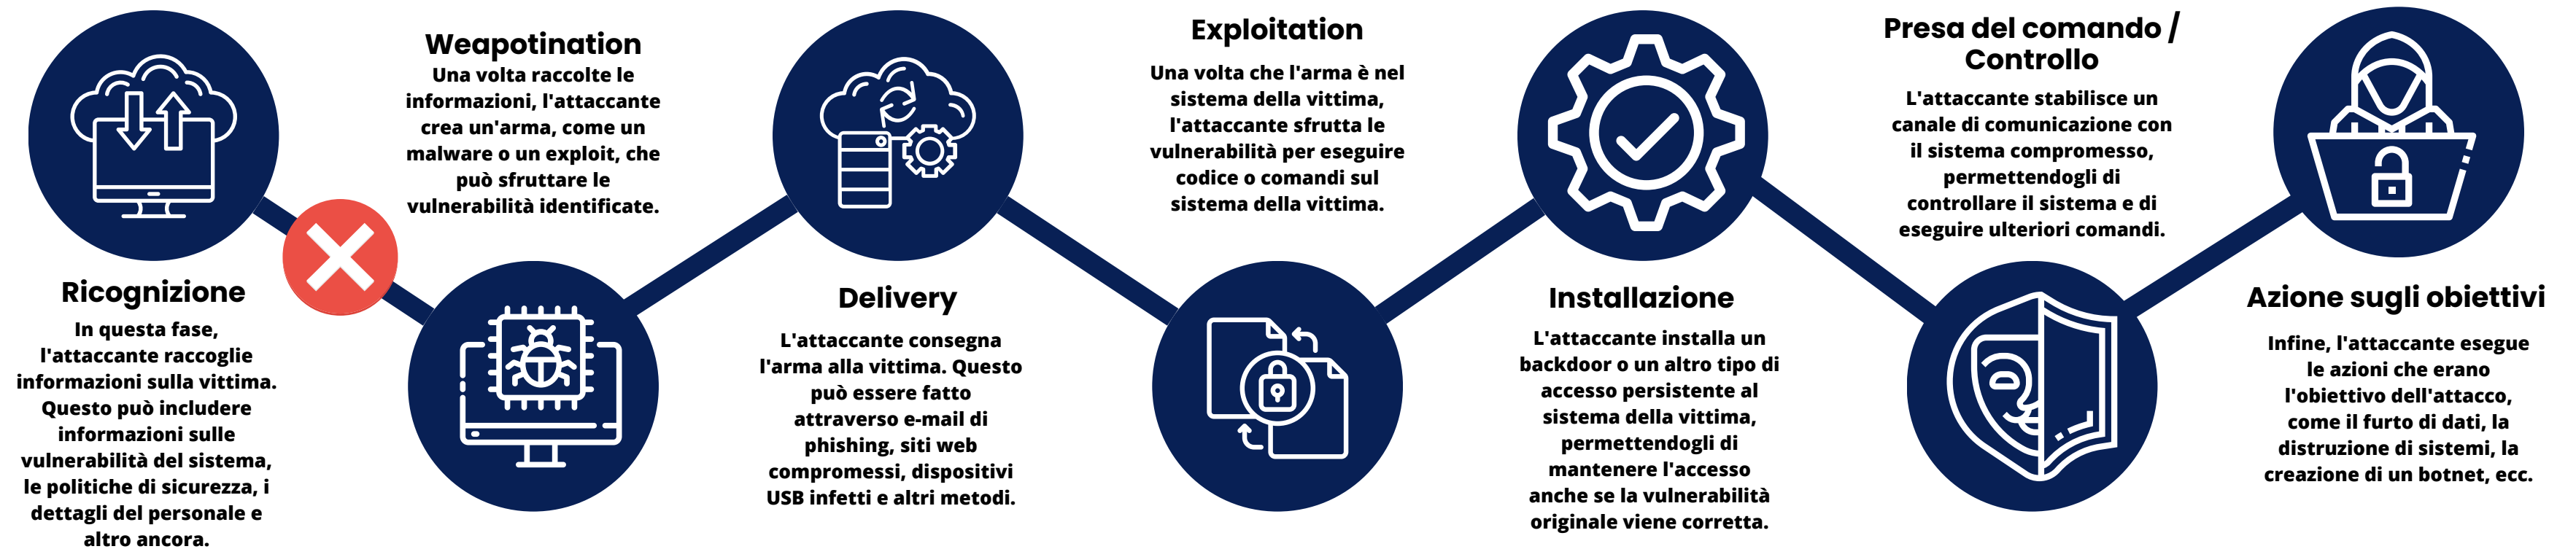 Ricognizione
In questa fase,
l'attaccante raccoglie
informazioni sulla vittima.
Questo può includere
informazioni sulle
vulnerabilità del sistema,
le politiche di sicurezza, i
dettagli del personale e
altro ancora.
Weapotination
Una volta raccolte le
informazioni, l'attaccante
crea un'arma, come un
malware o un exploit, che
può sfruttare le
vulnerabilità identificate.
Delivery
L'attaccante consegna
l'arma alla vittima. Questo
può essere fatto
attraverso e-mail di
phishing, siti web
compromessi, dispositivi
USB infetti e altri metodi.
Exploitation
Una volta che l'arma è nel
sistema della vittima,
l'attaccante sfrutta le
vulnerabilità per eseguire
codice o comandi sul
sistema della vittima.
Installazione
L'attaccante installa un
backdoor o un altro tipo di
accesso persistente al
sistema della vittima,
permettendogli di
mantenere l'accesso
anche se la vulnerabilità
originale viene corretta.
Presa del comando /
Controllo
L'attaccante stabilisce un
canale di comunicazione con
il sistema compromesso,
permettendogli di
controllare il sistema e di
eseguire ulteriori comandi.
Azione sugli obiettivi
Infine, l'attaccante esegue
le azioni che erano
l'obiettivo dell'attacco,
come il furto di dati, la
distruzione di sistemi, la
creazione di un botnet, ecc.